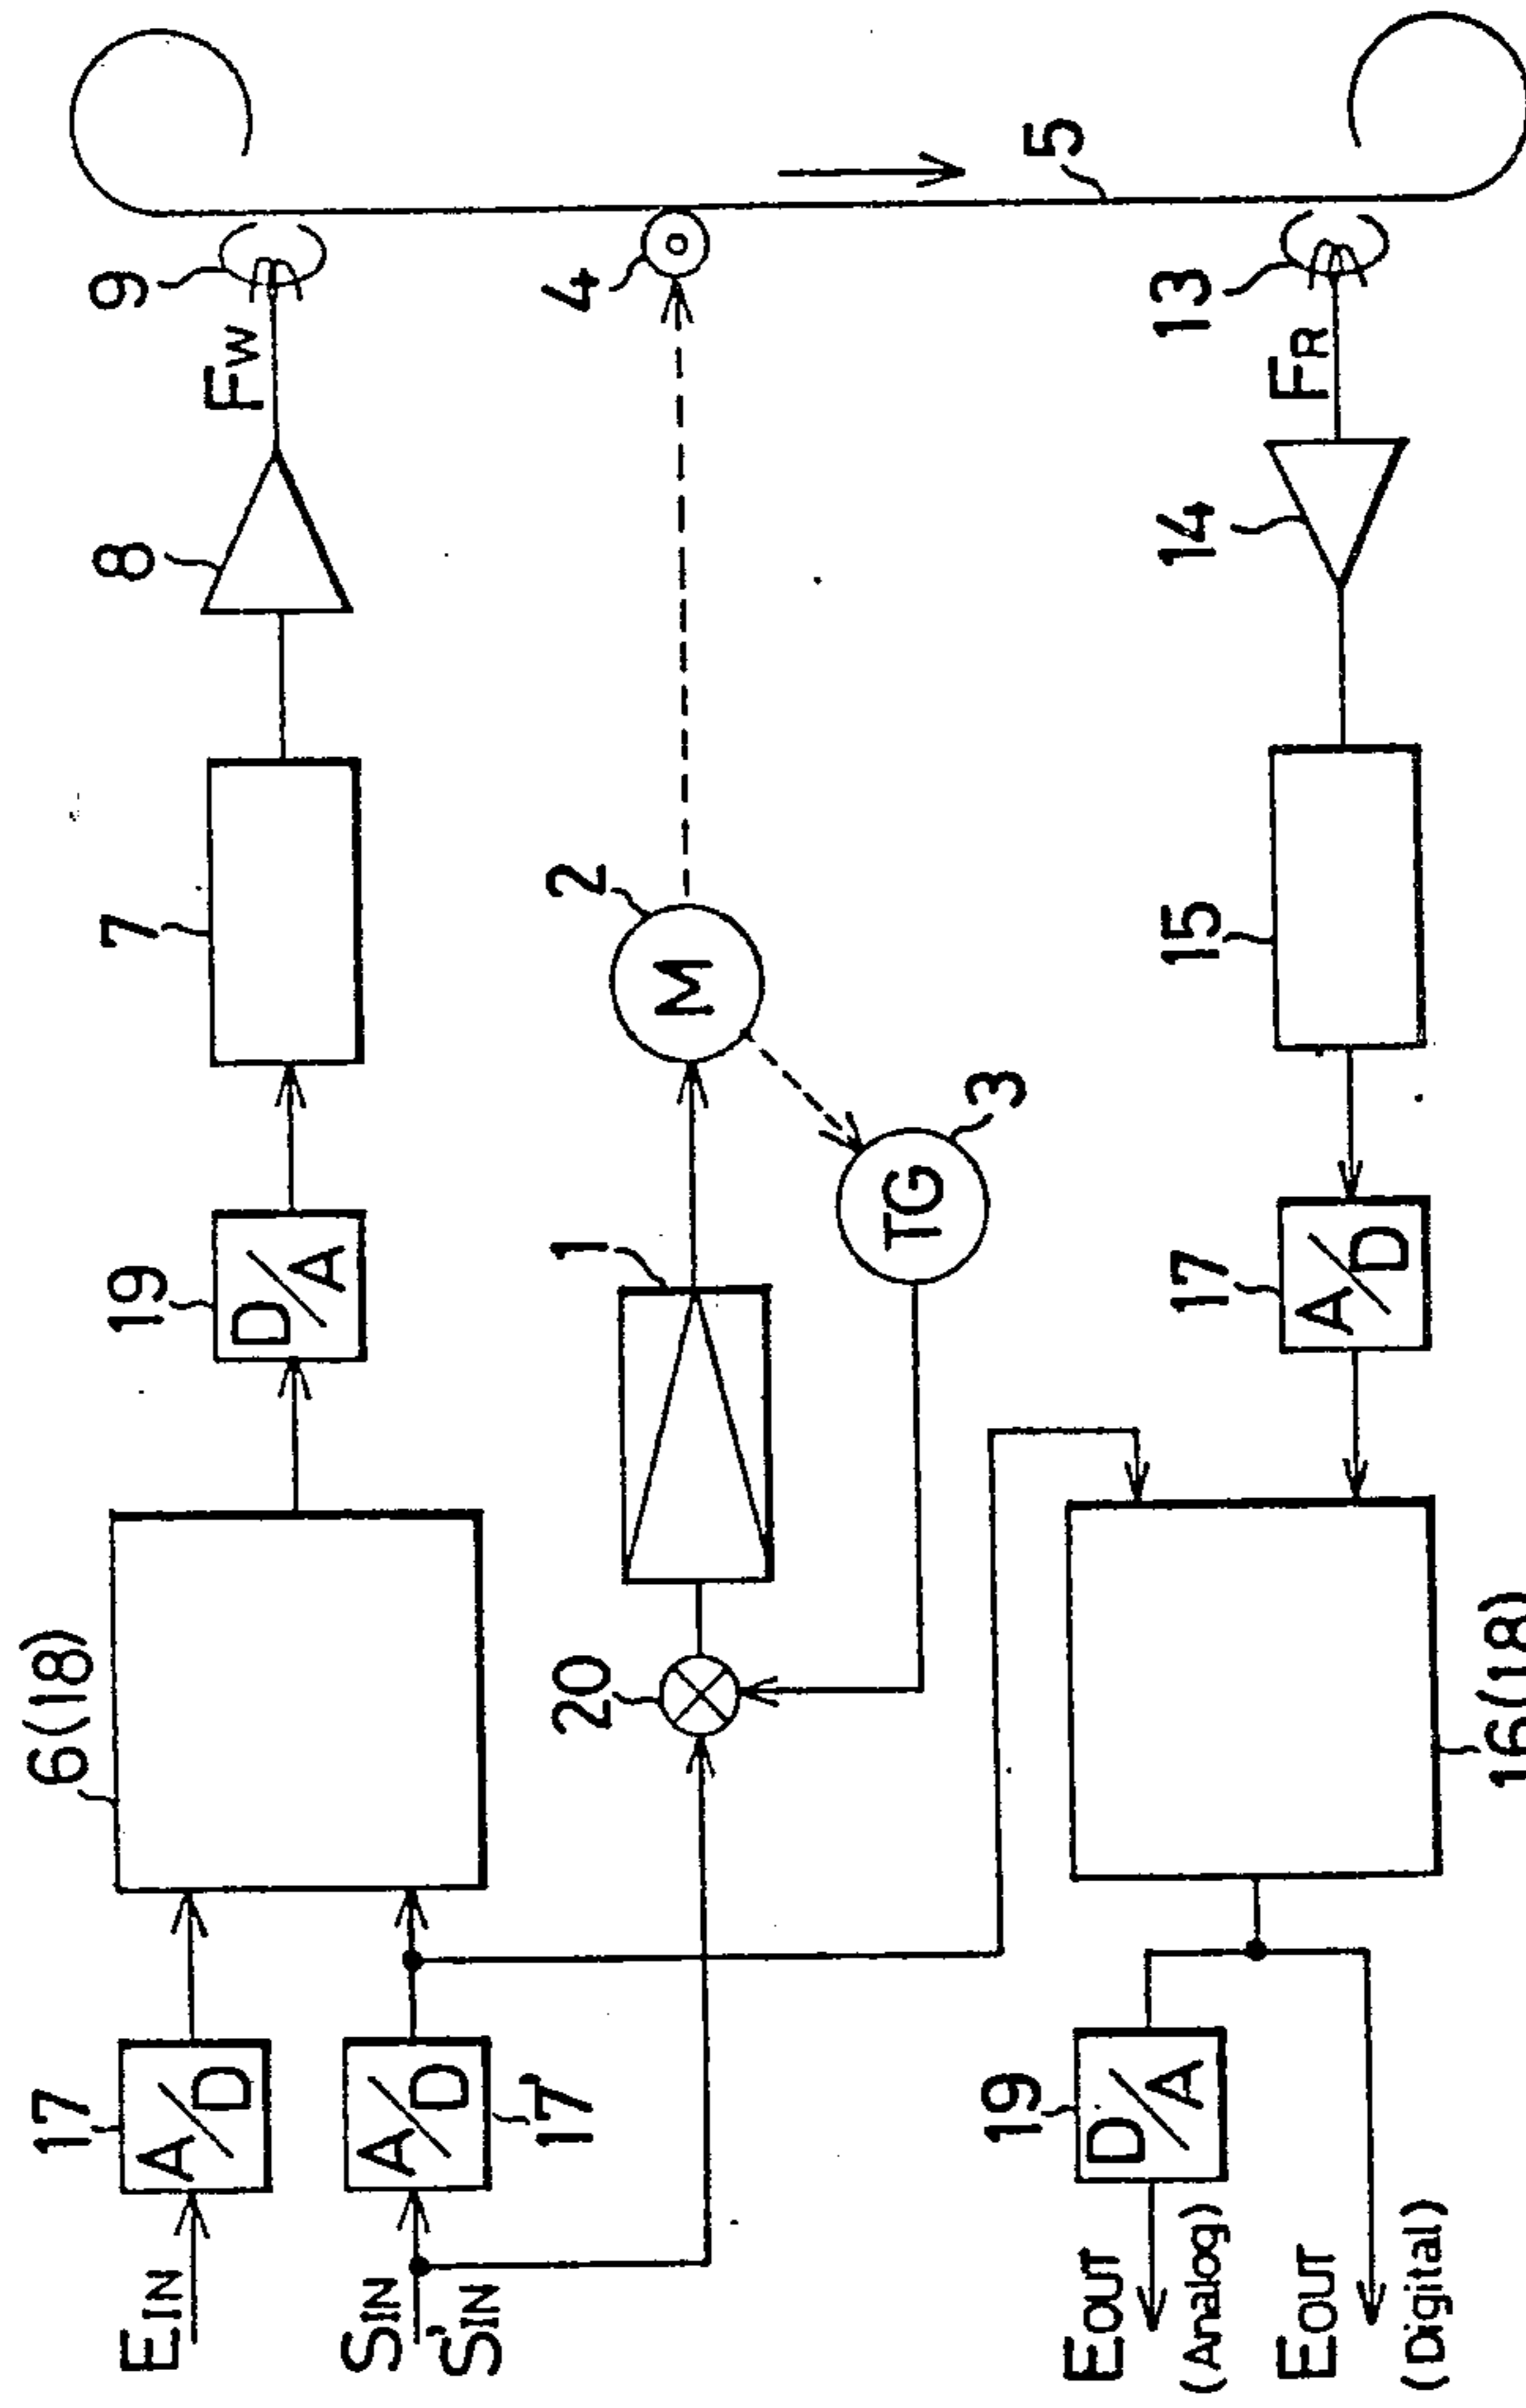 EIN
17
A/D
6(18)
19
D/A
7
8
FW
9
SIN
S'IN
A/D
17'
20
1
M
2
TG
3
4
5
EOUT
(Analog)
19
D/A
EOUT
(Digital)
16(18)
17
A/D
15
14
FR
13